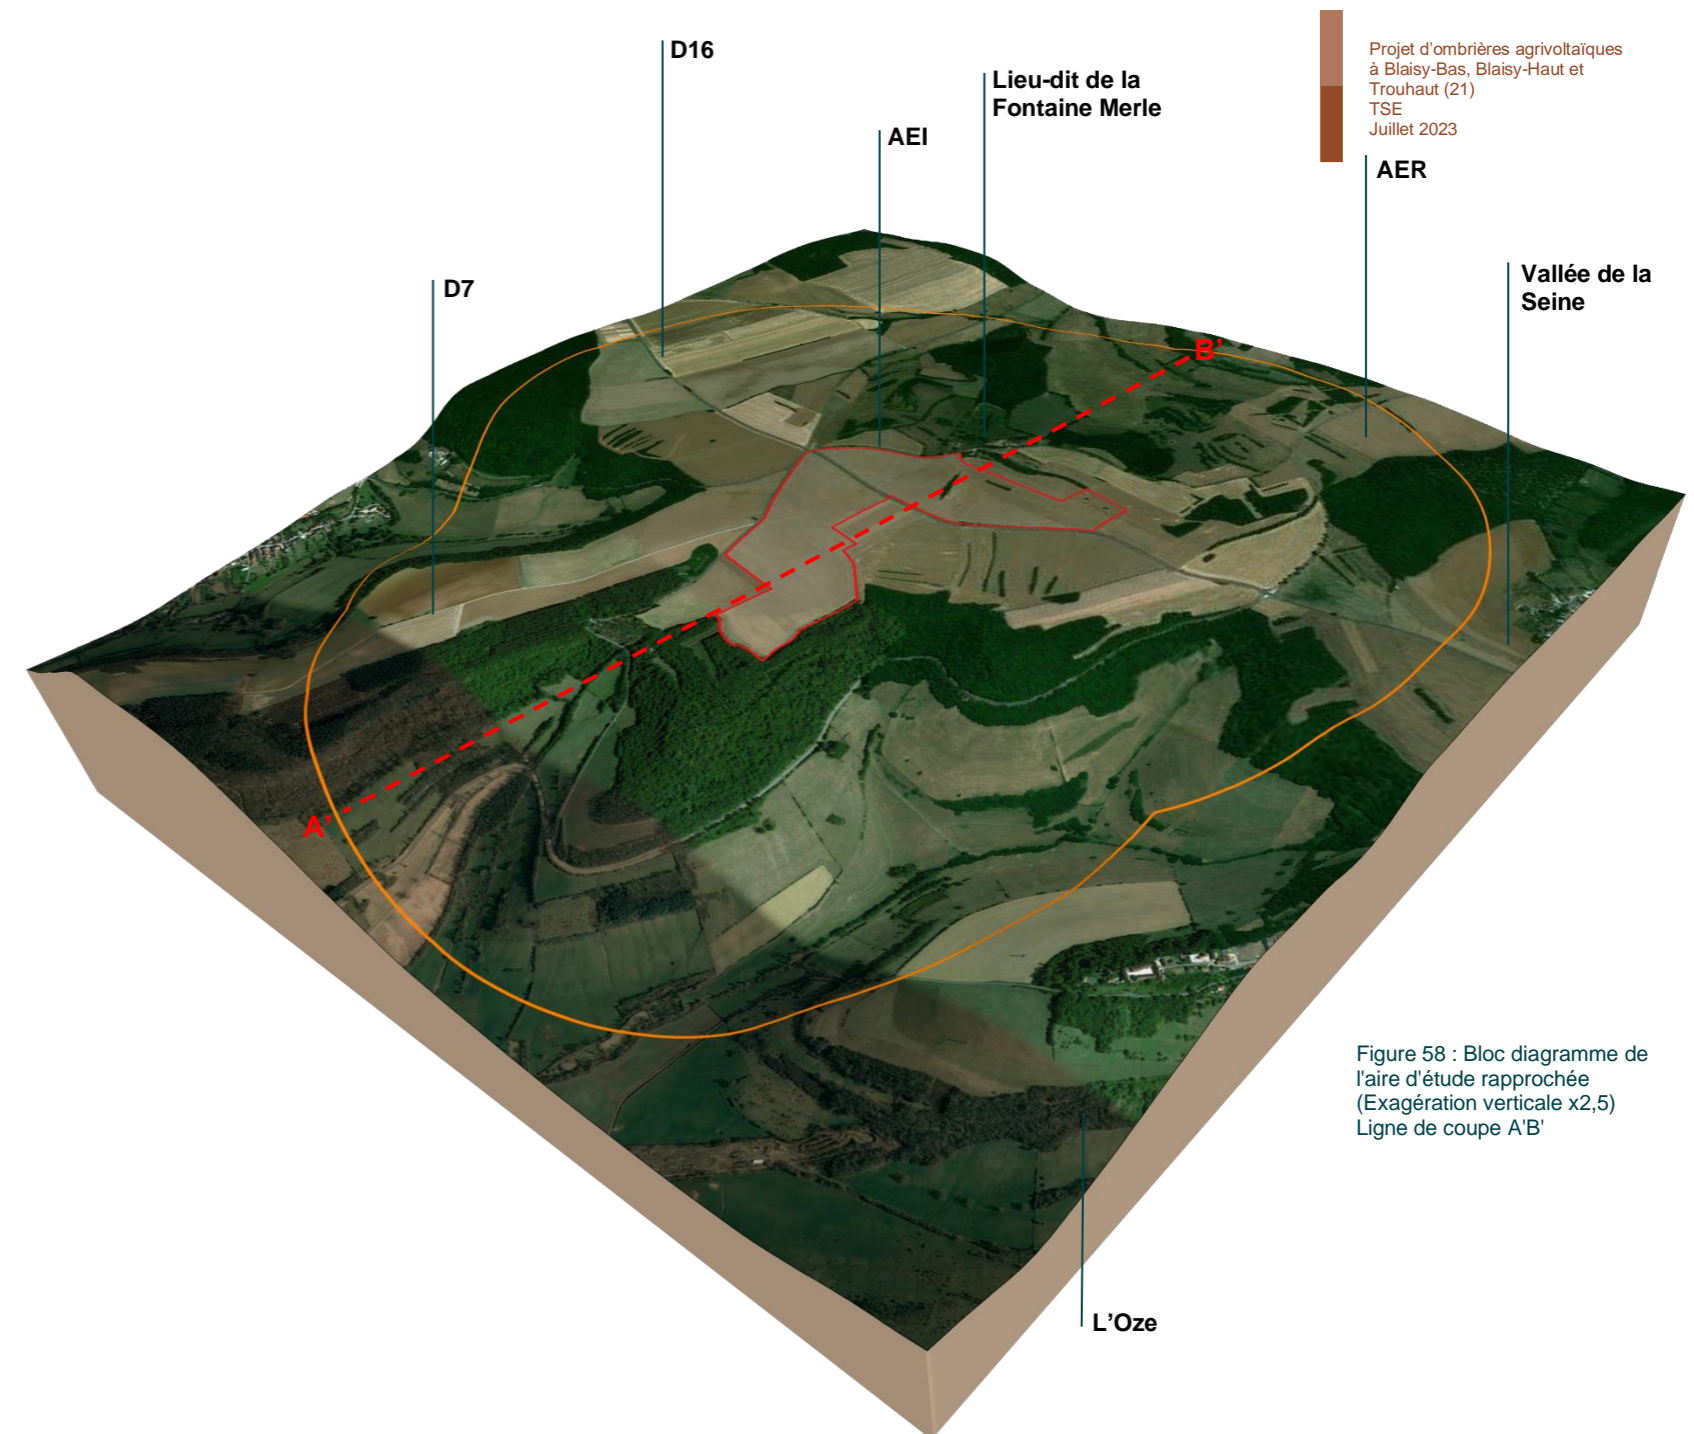 D16
Lieu-dit de la
Fontaine Merle
Projet d'ombrières agrivoltaïques
à Blaisy-Bas, Blaisy-Haut et
Trouhaut (21)
TSE
Juillet 2023
AEI
AER
D7
Vallée de la
Seine
B'
A'
Figure 58 : Bloc diagramme de
l'aire d'étude rapprochée
(Exagération verticale x2,5)
Ligne de coupe A'B'
L'Oze